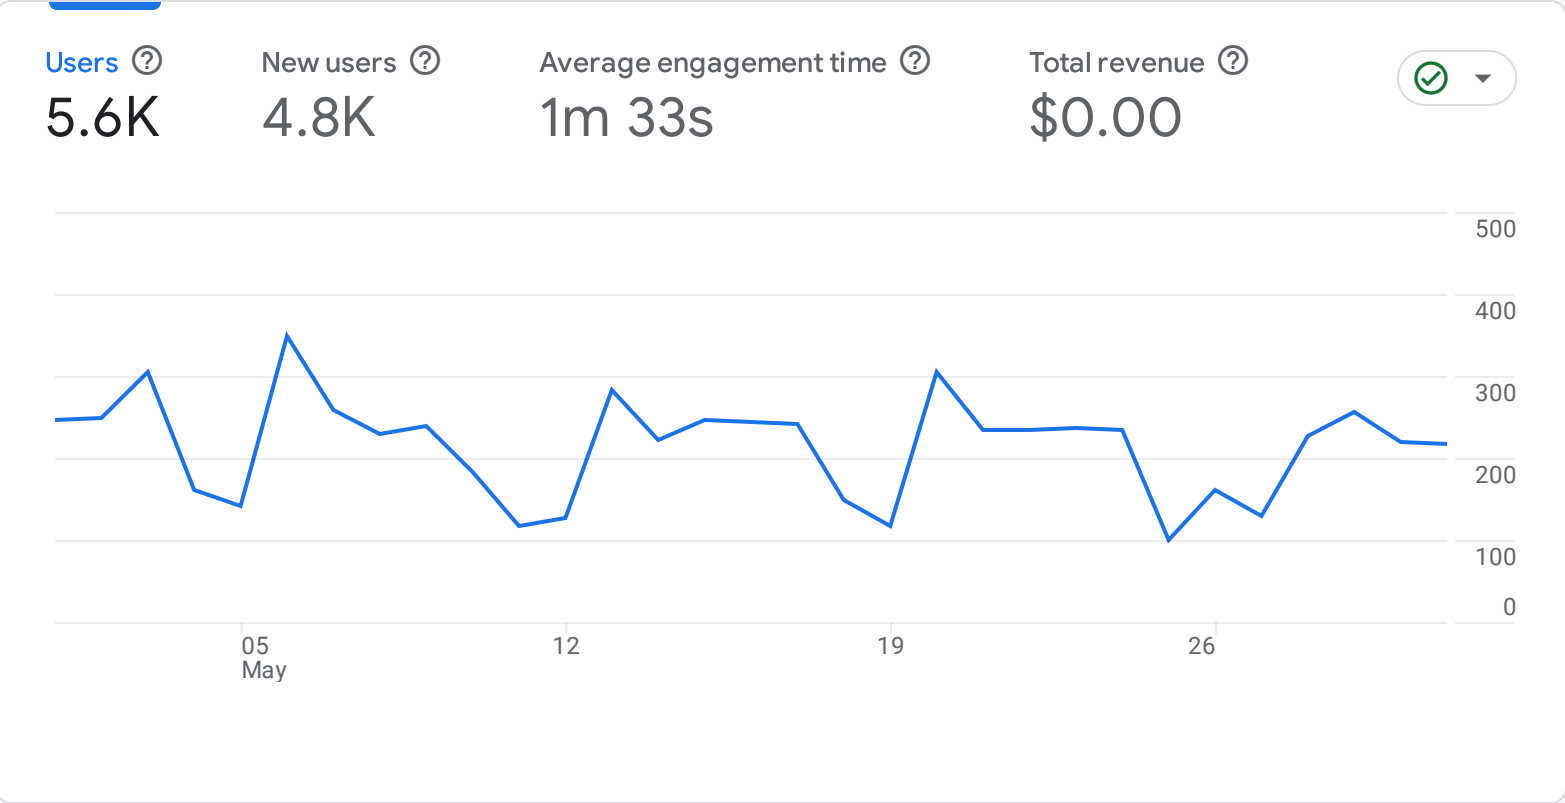 Users
New users
Average engagement time
Total revenue
5.6K
4.8K
1m 33s
$0.00
500
400
300
200
100
0
05
May
12
19
26